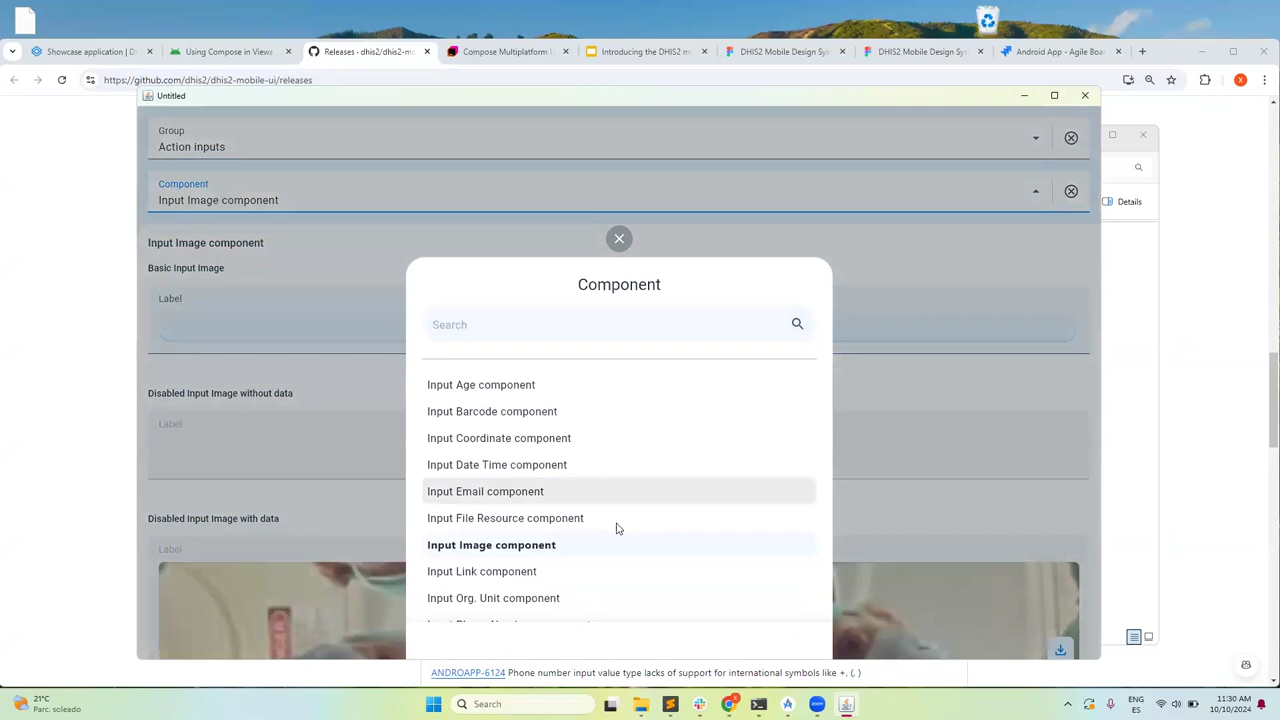 Showcase application | D
Using Compose in Views
Releases · dhis2/dhis2-mo
Compose Multiplatform U
Introducing the DHIS2 m
DHIS2 Mobile Design Sy
DHIS2 Mobile Design Sy
Android App - Agile Boa
https://github.com/dhis2/dhis2-mobile-ui/releases
X
Untitled
Group
Action inputs
Component
Input Image component
Details
Input Image component
Basic Input Image
Label
Component
Search
Input Age component
Input Barcode component
Disabled Input Image without data
Label
Input Coordinate component
Input Date Time component
Input Email component
Disabled Input Image with data
Label
Input File Resource component
Input Image component
Input Link component
Input Org. Unit component
ANDROAPP-6124 Phone number input value type lacks of support for international symbols like +. (, )
21°C
Parc. soleado
Search
ENG
ES
11:30 AM
10/10/2024